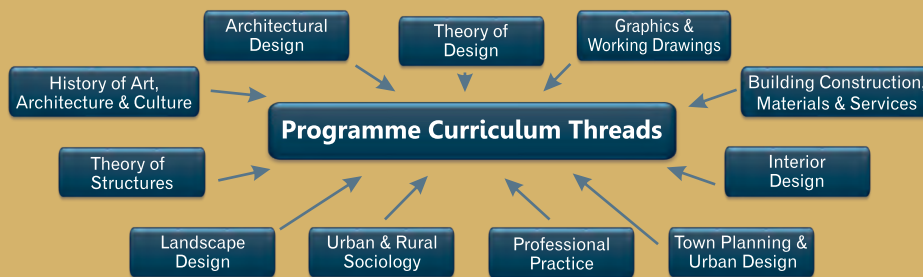 Architectural
Design
Theory of
Design
Graphics &
Working Drawings
History of Art,
Architecture & Culture
Building Construction,
Materials & Services
Programme Curriculum Threads
Theory of
Structures
Interior
Design
Landscape
Design
Urban & Rural
Sociology
Professional
Practice
Town Planning &
Urban Design